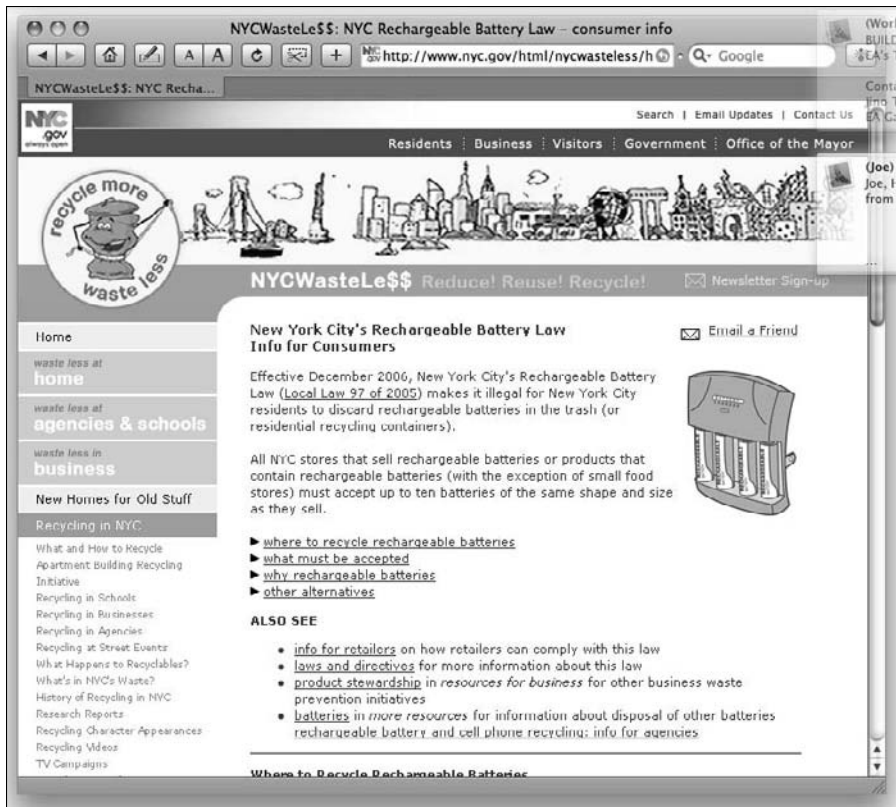 NYCWasteLe$$: NYC Rechargeable Battery Law – consumer info
A A
NYC .gov http://www.nyc.gov/html/nycwasteless/h
Google
NYCWasteLe$$: NYC Recha...
(Worl
BUILD
EA's T
Conta
Jino T
EA Ga
(Joe)
Joe, H
from
...
NYC
.gov
always open
Search | Email Updates | Contact Us
Residents Business Visitors Government Office of the Mayor
recycle more
waste less
NYCWasteLe$$ Reduce! Reuse! Recycle!
Newsletter Sign-up
Home
waste less at
home
waste less at
agencies & schools
waste less in
business
New Homes for Old Stuff
Recycling in NYC
What and How to Recycle
Apartment Building Recycling
Initiative
Recycling in Schools
Recycling in Businesses
Recycling in Agencies
Recycling at Street Events
What Happens to Recyclables?
What's in NYC's Waste?
History of Recycling in NYC
Research Reports
Recycling Character Appearances
Recycling Videos
TV Campaigns
New York City's Rechargeable Battery Law
Info for Consumers
Email a Friend
Effective December 2006, New York City's Rechargeable Battery
Law (Local Law 97 of 2005) makes it illegal for New York City
residents to discard rechargeable batteries in the trash (or
residential recycling containers).
All NYC stores that sell rechargeable batteries or products that
contain rechargeable batteries (with the exception of small food
stores) must accept up to ten batteries of the same shape and size
as they sell.
where to recycle rechargeable batteries
what must be accepted
why rechargeable batteries
other alternatives
ALSO SEE
• info for retailers on how retailers can comply with this law
• laws and directives for more information about this law
• product stewardship in resources for business for other business waste
prevention initiatives
• batteries in more resources for information about disposal of other batteries
rechargeable battery and cell phone recycling: info for agencies
Where to Recycle Rechargeable Batteries